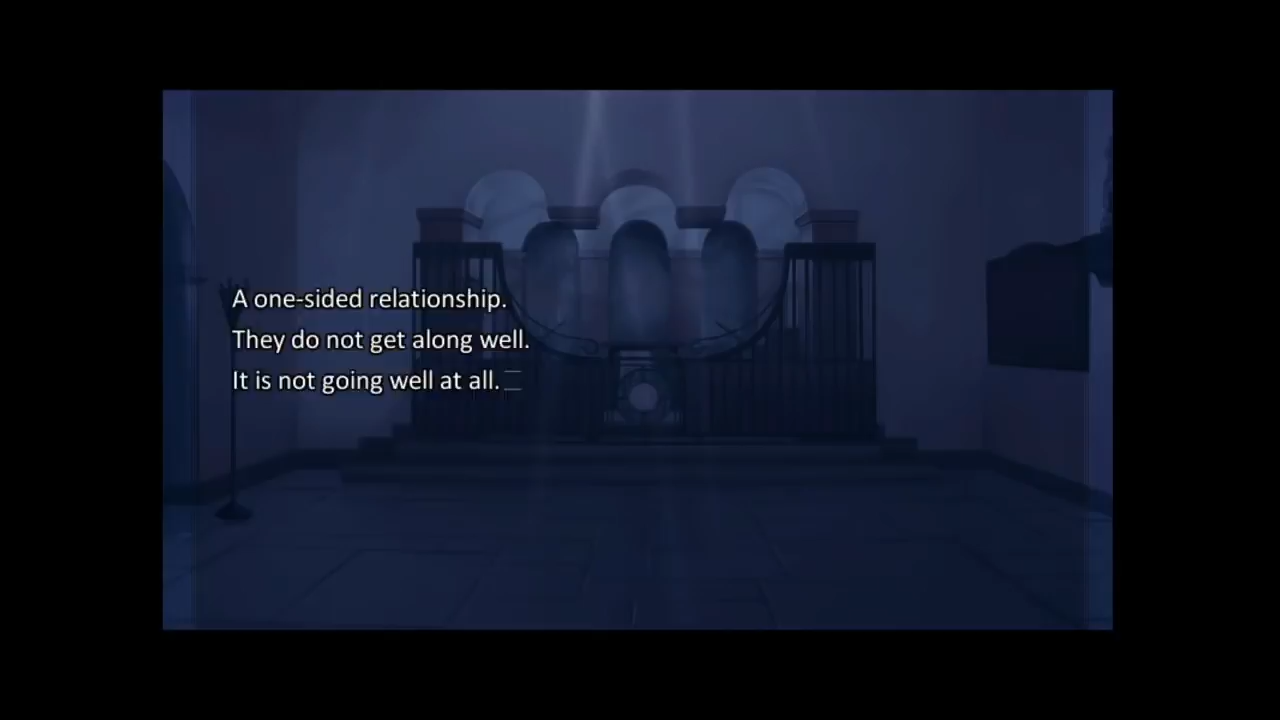 A one-sided relationship.
They do not get along well.
It is not going well at all.